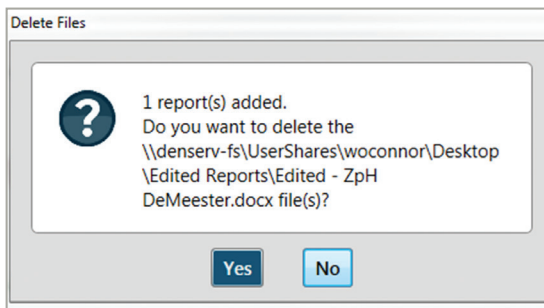 Delete Files
1 report(s) added.
Do you want to delete the
\\denserv-fs\UserShares\woconnor\Desktop
\Edited Reports\Edited - ZpH
DeMeester.docx file(s)?
Yes
No